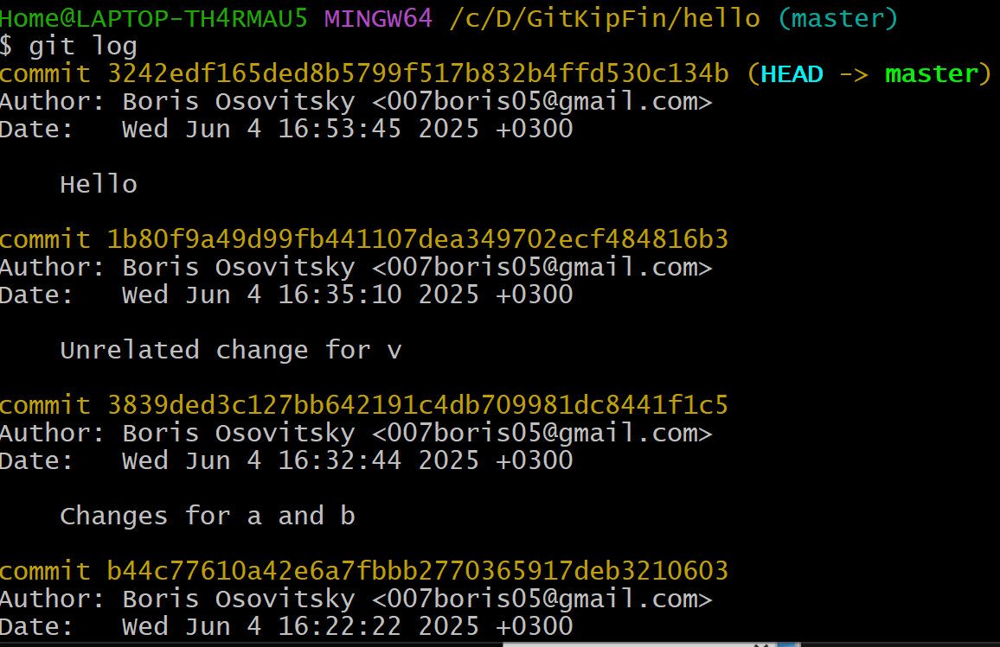 Home@LAPTOP-TH4RMAU5 MINGW64 /c/D/GitKipFin/hello (master)
$ git log
commit 3242edf165ded8b5799f517b832b4ffd530c134b (HEAD -> master)
Author: Boris Osovitsky <007boris05@gmail.com>
Date:   Wed Jun 4 16:53:45 2025 +0300

    Hello

commit 1b80f9a49d99fb441107dea349702ecf484816b3
Author: Boris Osovitsky <007boris05@gmail.com>
Date:   Wed Jun 4 16:35:10 2025 +0300

    Unrelated change for v

commit 3839ded3c127bb642191c4db709981dc8441f1c5
Author: Boris Osovitsky <007boris05@gmail.com>
Date:   Wed Jun 4 16:32:44 2025 +0300

    Changes for a and b

commit b44c77610a42e6a7fbbb2770365917deb3210603
Author: Boris Osovitsky <007boris05@gmail.com>
Date:   Wed Jun 4 16:22:22 2025 +0300